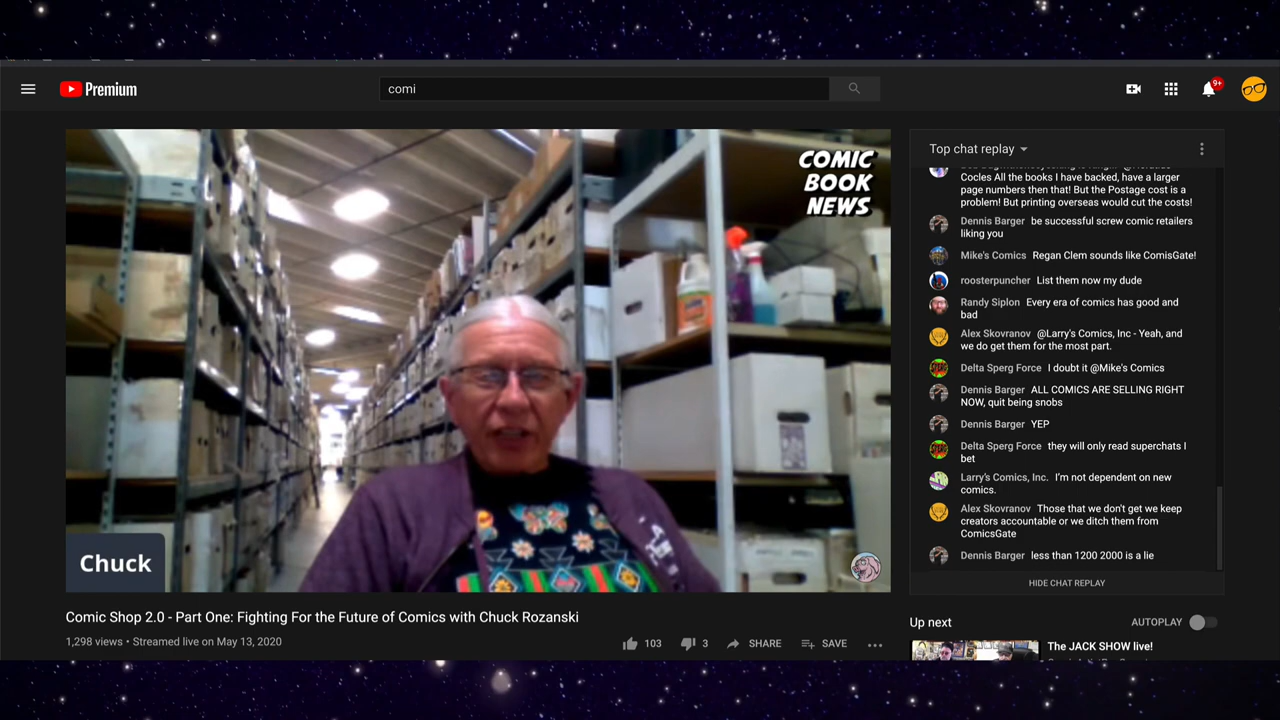 Premium
comi
9+
COMIC
BOOK
NEWS
Chuck
Comic Shop 2.0 - Part One: Fighting For the Future of Comics with Chuck Rozanski
1,298 views • Streamed live on May 13, 2020
103
3
SHARE
SAVE
Top chat replay
Cocles All the books I have backed, have a larger
page numbers then that! But the Postage cost is a
problem! But printing overseas would cut the costs!
Dennis Barger be successful screw comic retailers
liking you
Mike's Comics Regan Clem sounds like ComisGate!
roosterpuncher List them now my dude
Randy Siplon Every era of comics has good and
bad
Alex Skovranov @Larry's Comics, Inc - Yeah, and
we do get them for the most part.
Delta Sperg Force I doubt it @Mike's Comics
Dennis Barger ALL COMICS ARE SELLING RIGHT
NOW, quit being snobs
Dennis Barger YEP
Delta Sperg Force they will only read superchats I
bet
Larry's Comics, Inc. I'm not dependent on new
comics.
Alex Skovranov Those that we don't get we keep
creators accountable or we ditch them from
ComicsGate
Dennis Barger less than 1200 2000 is a lie
HIDE CHAT REPLAY
Up next
AUTOPLAY
The JACK SHOW live!